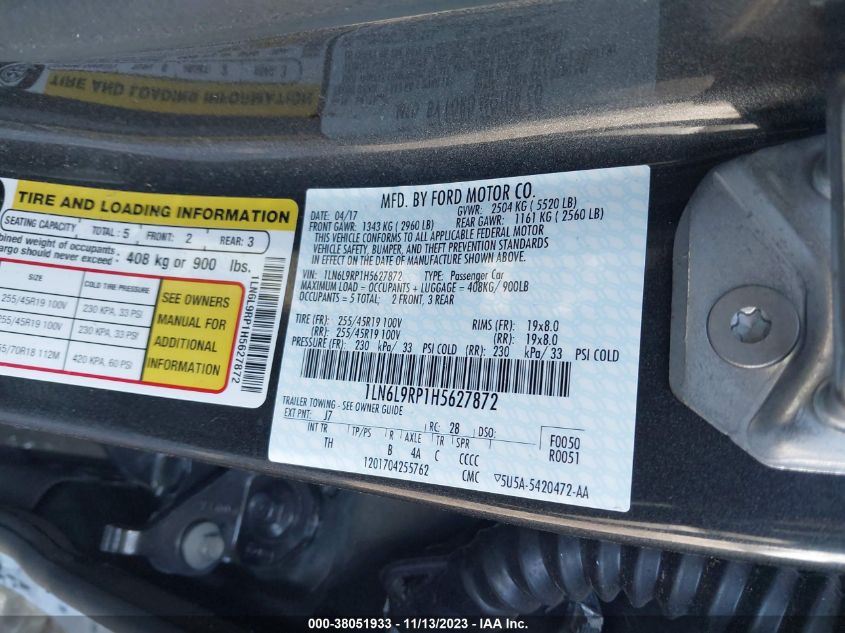 TIRE AND LOADING INFORMATION
SEATING CAPACITY TOTAL: 5 FRONT: 2 REAR: 3
weight of occupants
should never exceed: 408 kg or 900 lbs.
SIZE COLD TIRE PRESSURE
255/45R19 100V 230 KPA, 33 PSI
255/45R19 100V 230 KPA, 33 PSI
70R18 112M 420 KPA, 60 PSI
SEE OWNERS
MANUAL FOR
ADDITIONAL
INFORMATION
1LN6L9RP1H5627872
MFD. BY FORD MOTOR CO.
DATE: 04/17 GVWR: 2504 KG ( 5520 LB)
FRONT GAWR: 1343 KG ( 2960 LB) REAR GAWR: 1161 KG ( 2560 LB)
THIS VEHICLE CONFORMS TO ALL APPLICABLE FEDERAL MOTOR
VEHICLE SAFETY, BUMPER, AND THEFT PREVENTION STANDARDS
IN EFFECT ON THE DATE OF MANUFACTURE SHOWN ABOVE.
VIN: 1LN6L9RP1H5627872 TYPE: Passenger Car
MAXIMUM LOAD = OCCUPANTS + LUGGAGE = 408KG/ 900LB
OCCUPANTS = 5 TOTAL: 2 FRONT, 3 REAR
TIRE (FR): 255/45R19 100V RIMS (FR): 19x8.0
(RR): 255/45R19 100V (RR): 19x8.0
PRESSURE (FR): 230 kPa/ 33 PSI COLD (RR): 230 kPa/ 33 PSI COLD
1LN6L9RP1H5627872
TRAILER TOWING - SEE OWNER GUIDE
EXT PNT: J7 RC: 28 DSO: F0050
INT TR TP/PS R AXLE TR SPR R0051
TH B 4A C CCCC
1201704255762 CMC ▽5U5A-5420472-AA
000-38051933 - 11/13/2023 - IAAI.COM